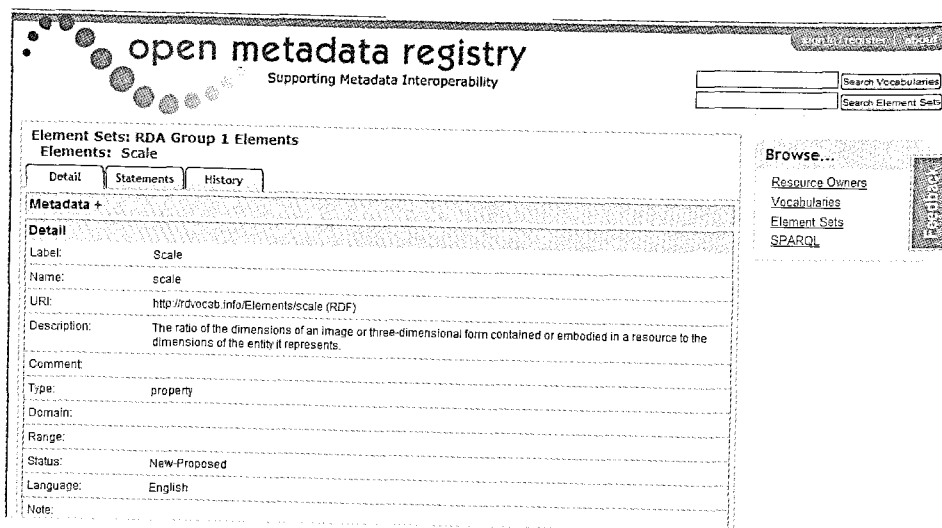 open metadata registry
Supporting Metadata Interoperability
Search Vocabularies
Search Element Sets
Element Sets: RDA Group 1 Elements
Elements: Scale
Detail Statements History
Metadata +
Detail
Label: Scale
Name: scale
URI: http://rdvocab.info/Elements/scale (RDF)
Description: The ratio of the dimensions of an image or three-dimensional form contained or embodied in a resource to the
dimensions of the entity it represents.
Comment:
Type: property
Domain:
Range:
Status: New-Proposed
Language: English
Note:
Browse...
Resource Owners
Vocabularies
Element Sets
SPARQL
Feedback